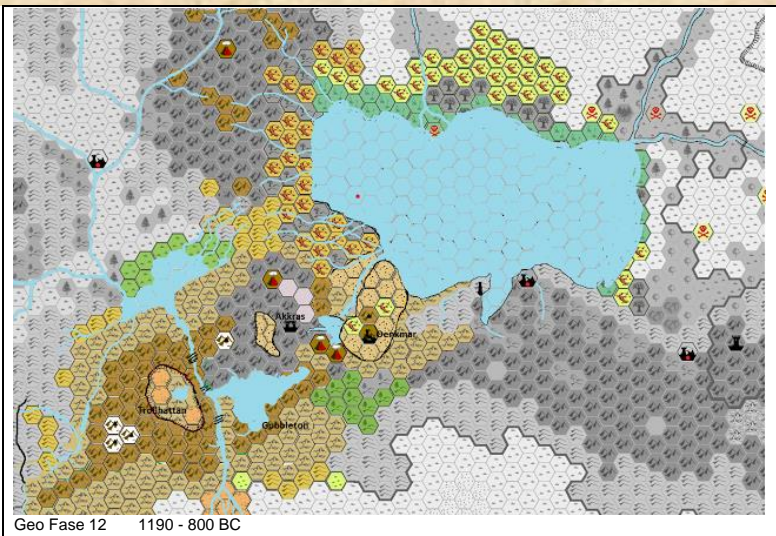 Akkras
Denkmar
Trollhattan
Gobbleton
Geo Fase 12 1190 - 800 BC